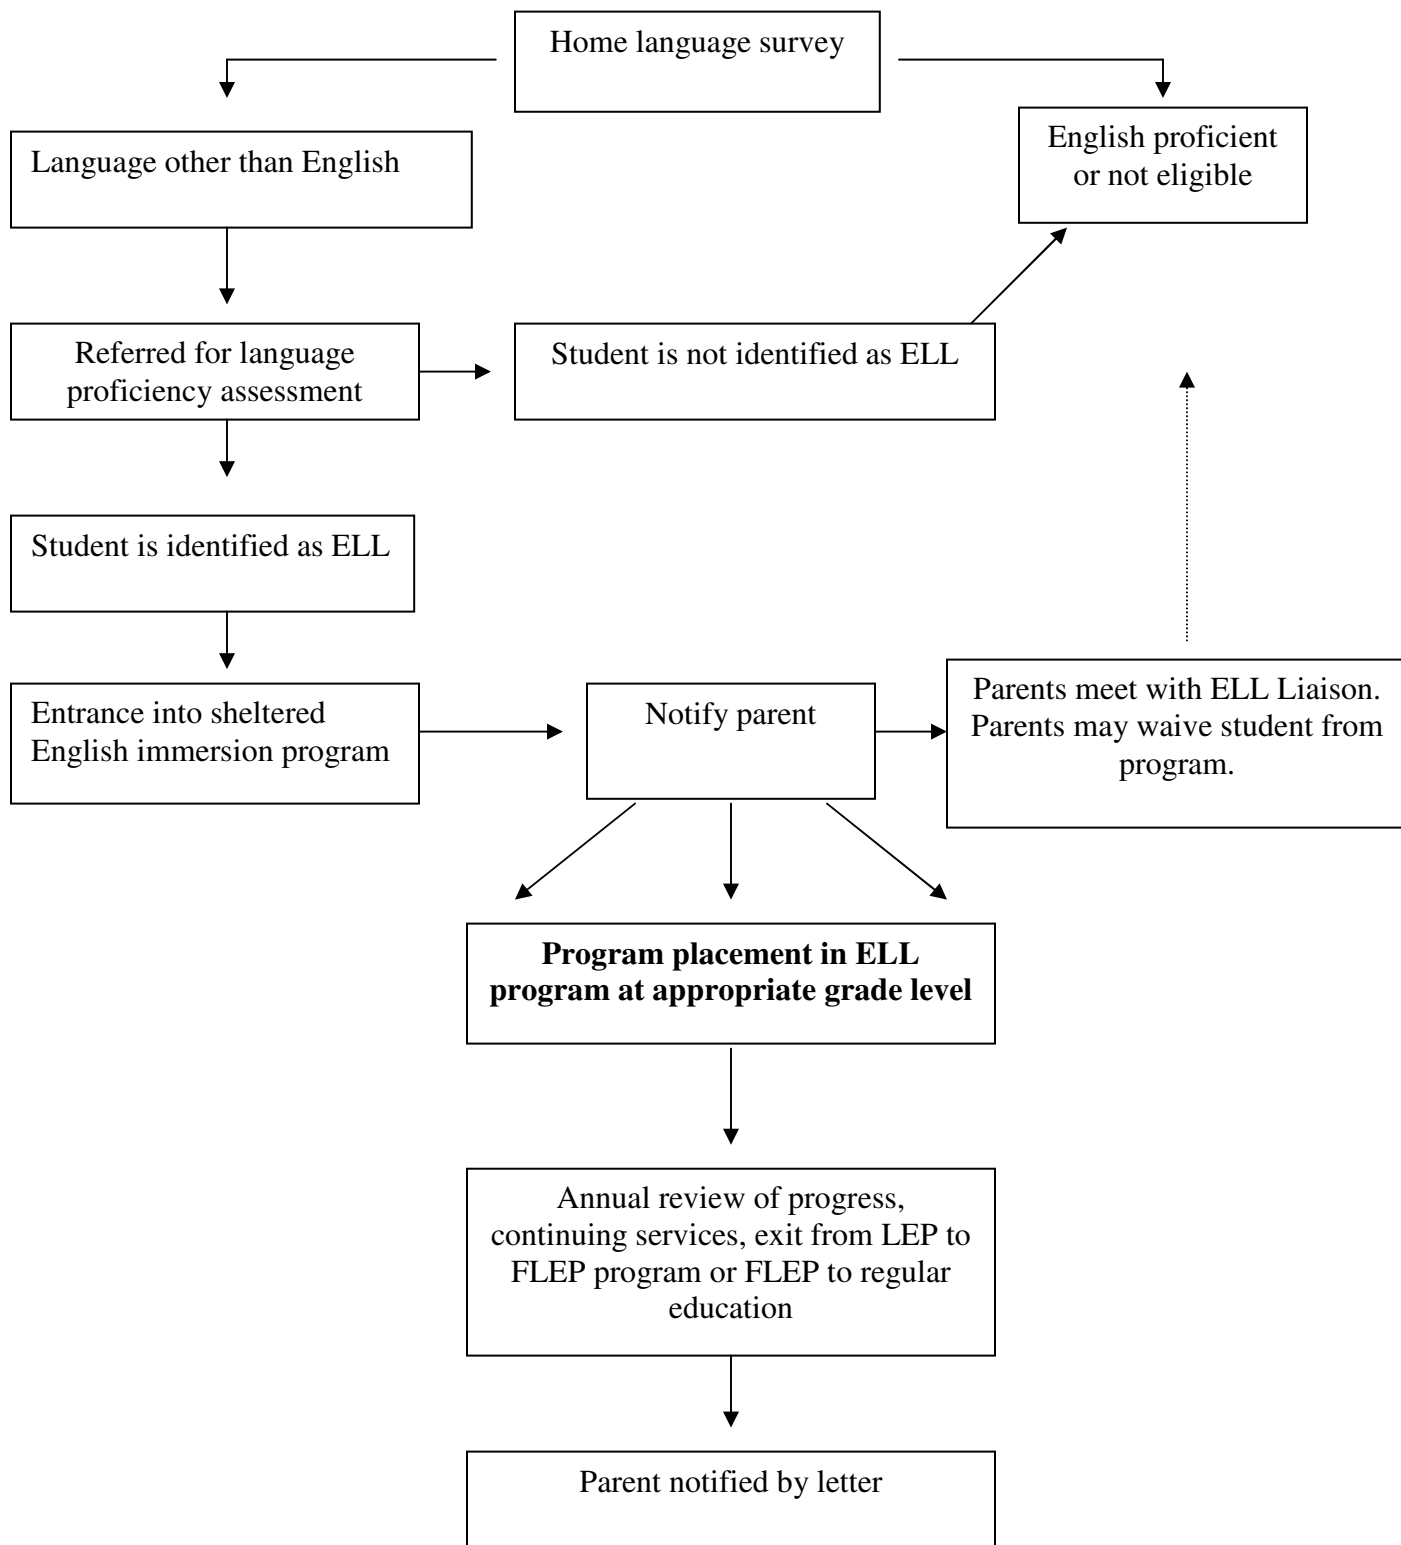 Home language survey
English proficient
or not eligible
Language other than English
Referred for language
proficiency assessment
Student is not identified as ELL
Student is identified as ELL
Entrance into sheltered
English immersion program
Notify parent
Parents meet with ELL Liaison.
Parents may waive student from
program.
Program placement in ELL
program at appropriate grade level
Annual review of progress,
continuing services, exit from LEP to
FLEP program or FLEP to regular
education
Parent notified by letter